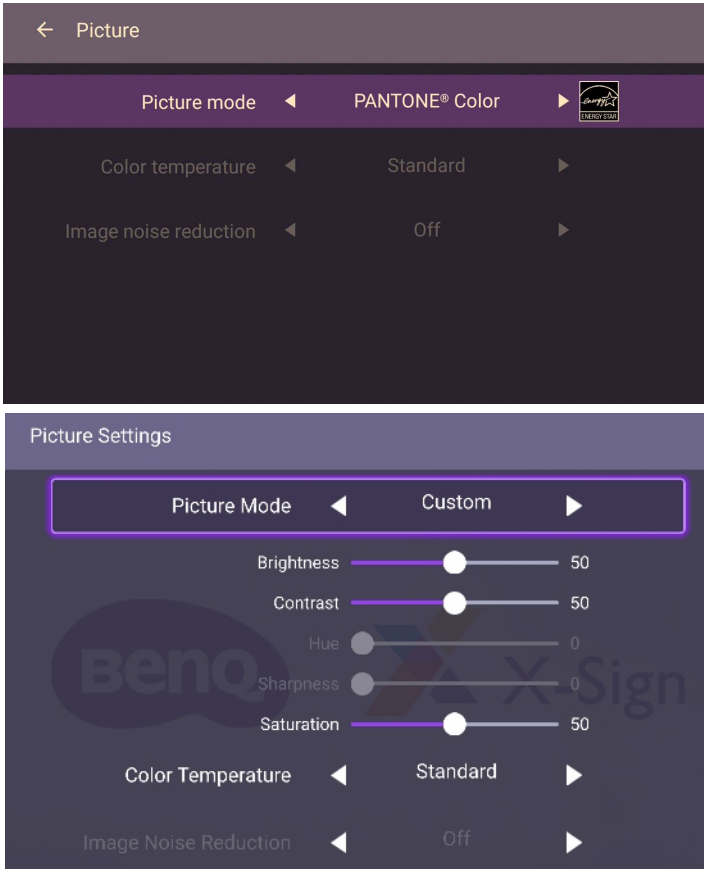 Picture
Picture mode PANTONE® Color
energy
ENERGY STAR
Color temperature Standard
Image noise reduction Off
Picture Settings
Picture Mode Custom
Brightness 50
Contrast 50
Hue 0
BenQ X-Sign
Sharpness 0
Saturation 50
Color Temperature Standard
Image Noise Reduction Off